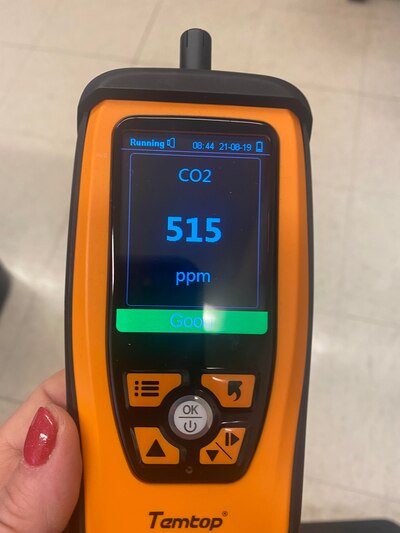 Running 08:44 21-08-19
CO2
515
ppm
Good
OK
Temtop®